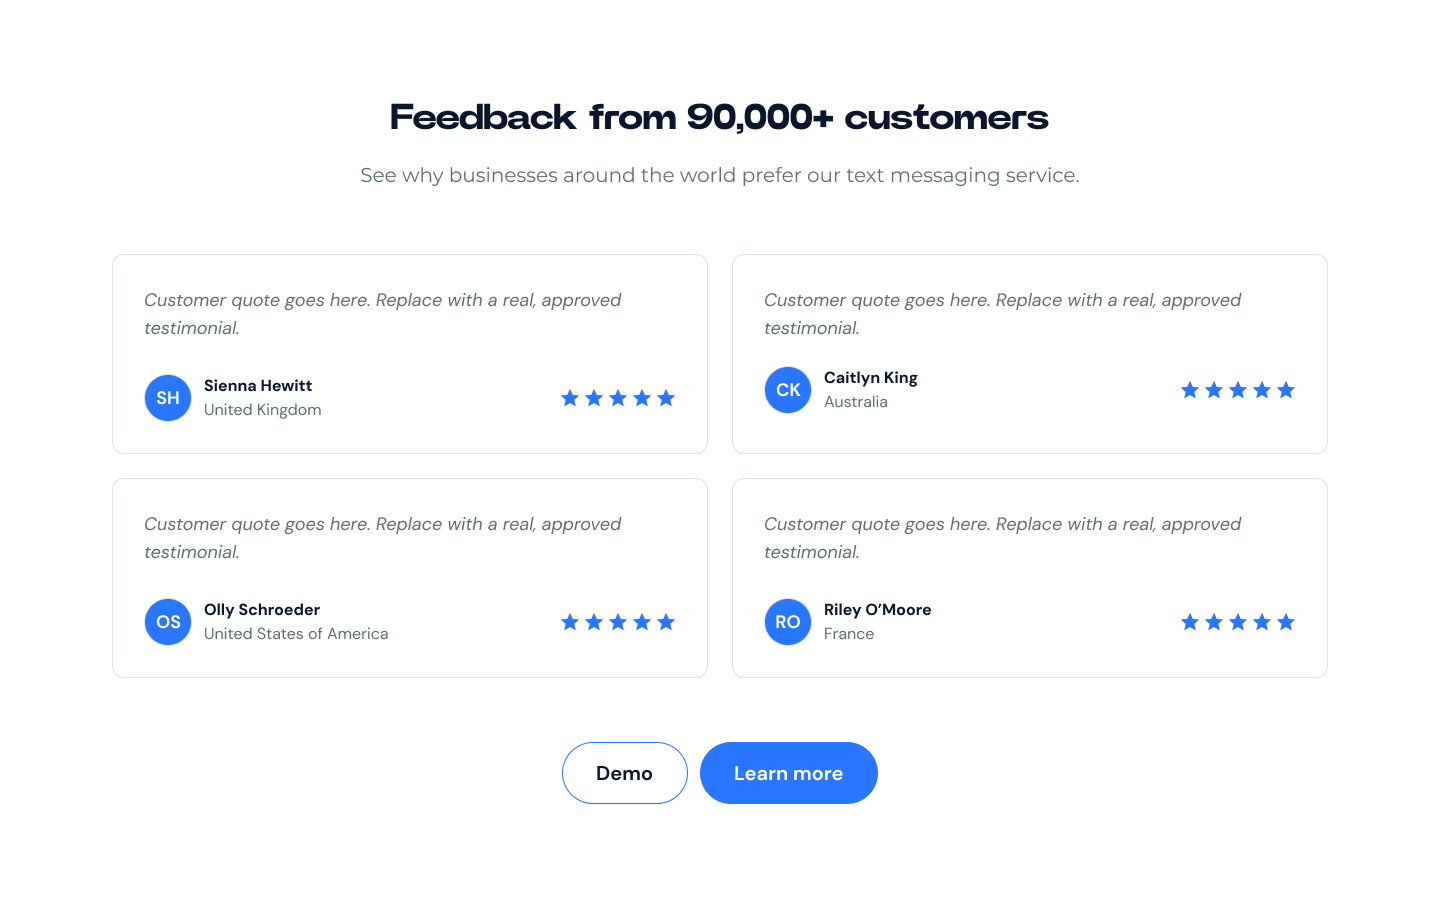 Feedback from 90,000+ customers
See why businesses around the world prefer our text messaging service.
Customer quote goes here. Replace with a real, approved
testimonial.
SH
Sienna Hewitt
United Kingdom
Customer quote goes here. Replace with a real, approved
testimonial.
CK
Caitlyn King
Australia
Customer quote goes here. Replace with a real, approved
testimonial.
OS
Olly Schroeder
United States of America
Customer quote goes here. Replace with a real, approved
testimonial.
RO
Riley O’Moore
France
Demo
Learn more